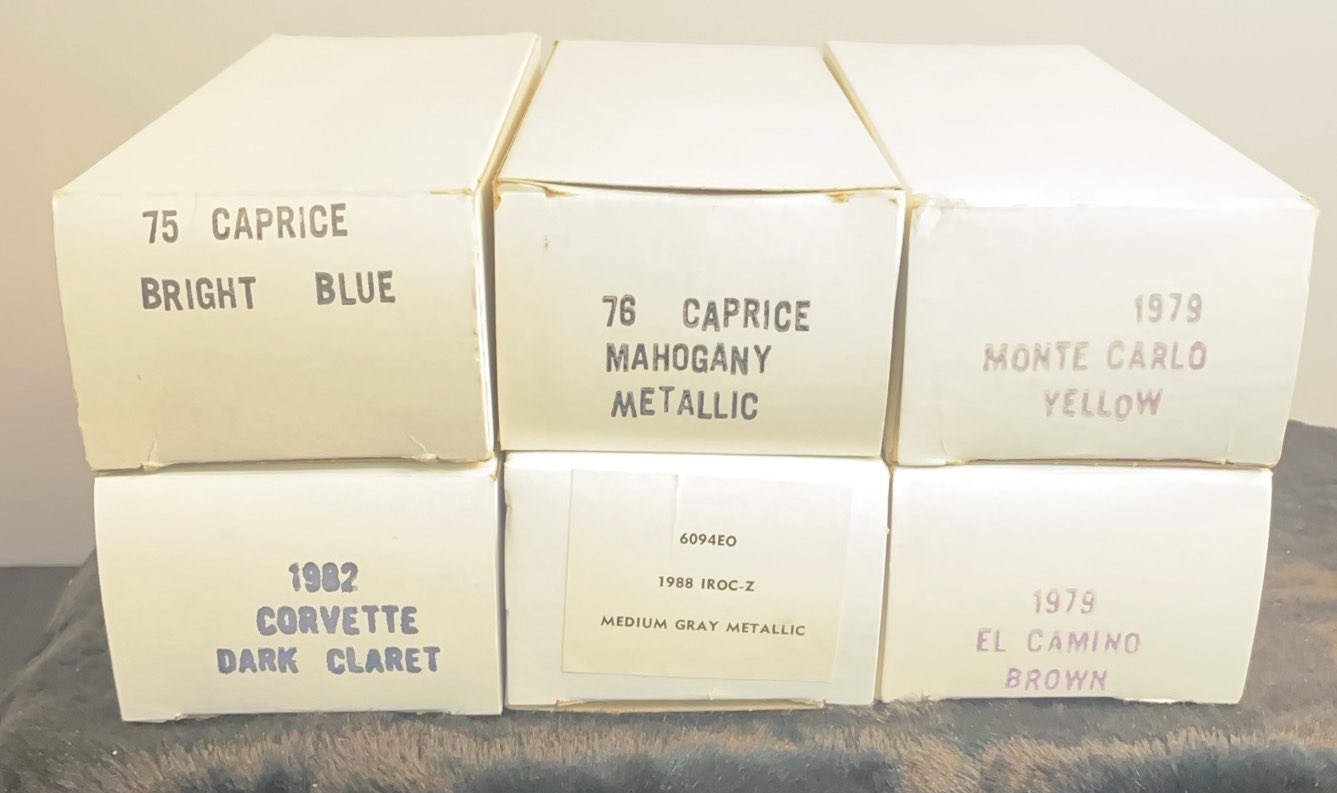 75 CAPRICE
BRIGHT BLUE
76 CAPRICE
MAHOGANY
METALLIC
1979
MONTE CARLO
YELLOW
1982
CORVETTE
DARK CLARET
6094EO
1988 IROC-Z
MEDIUM GRAY METALLIC
1979
EL CAMINO
BROWN